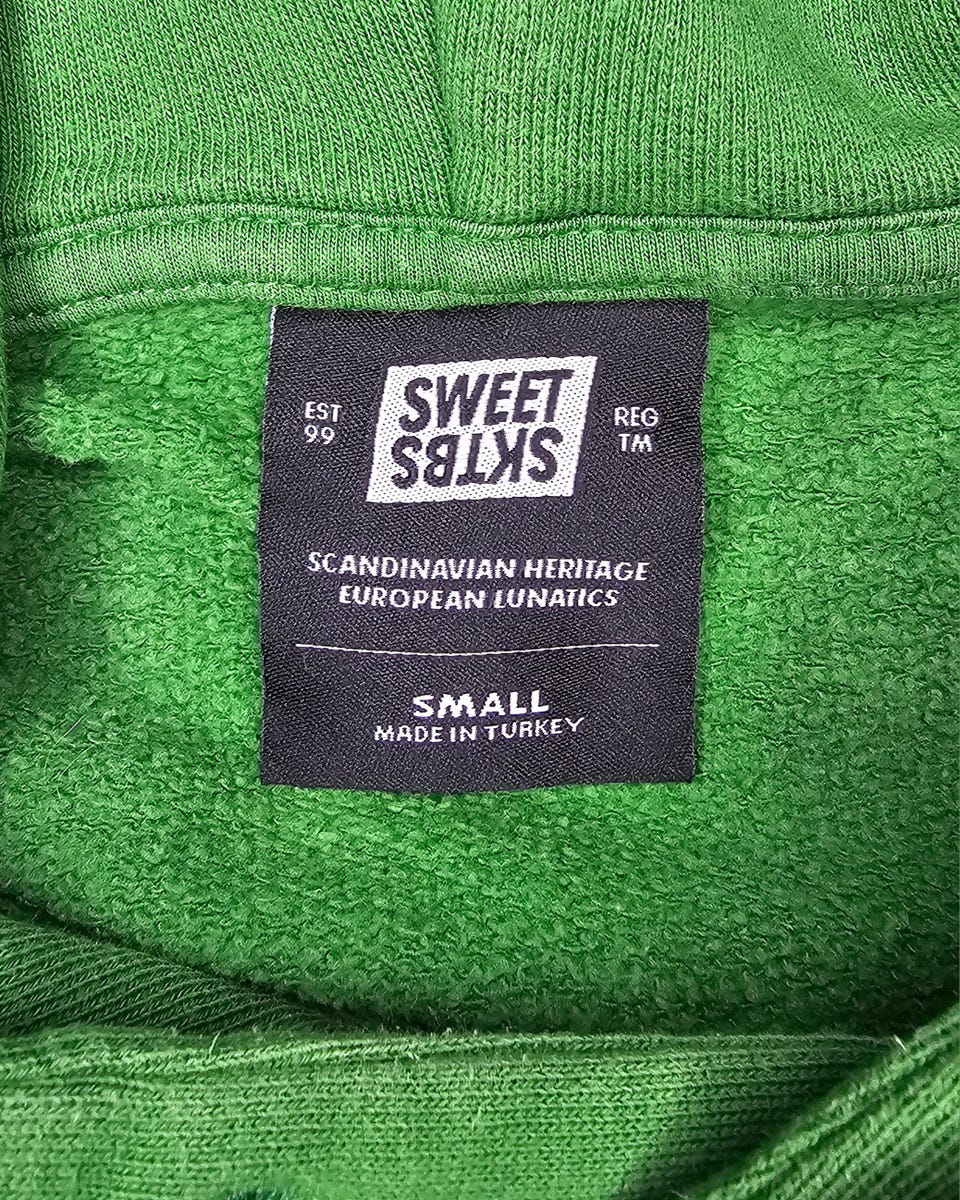 SWEET
SKTBS
EST
99
REG
TM
SCANDINAVIAN HERITAGE
EUROPEAN LUNATICS
SMALL
MADE IN TURKEY